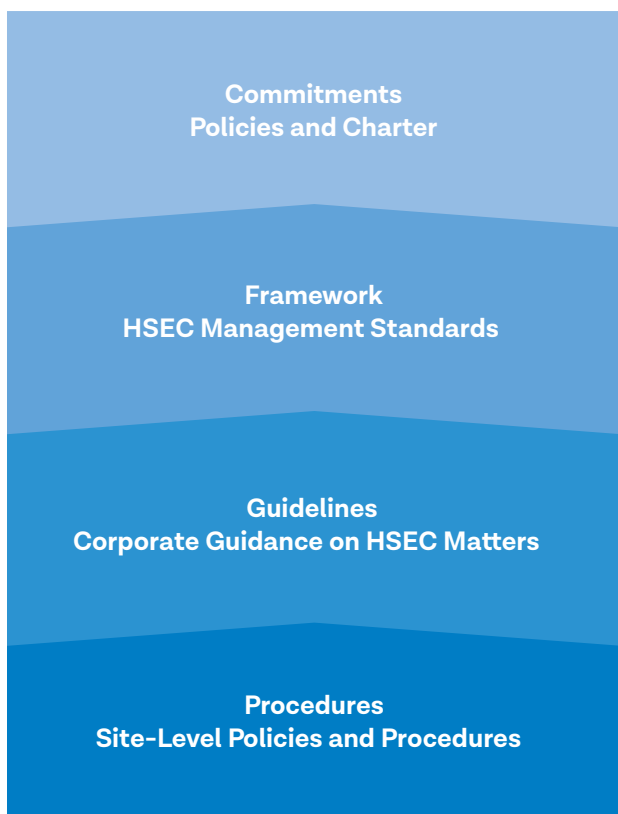 Commitments
Policies and Charter
Framework
HSEC Management Standards
Guidelines
Corporate Guidance on HSEC Matters
Procedures
Site-Level Policies and Procedures